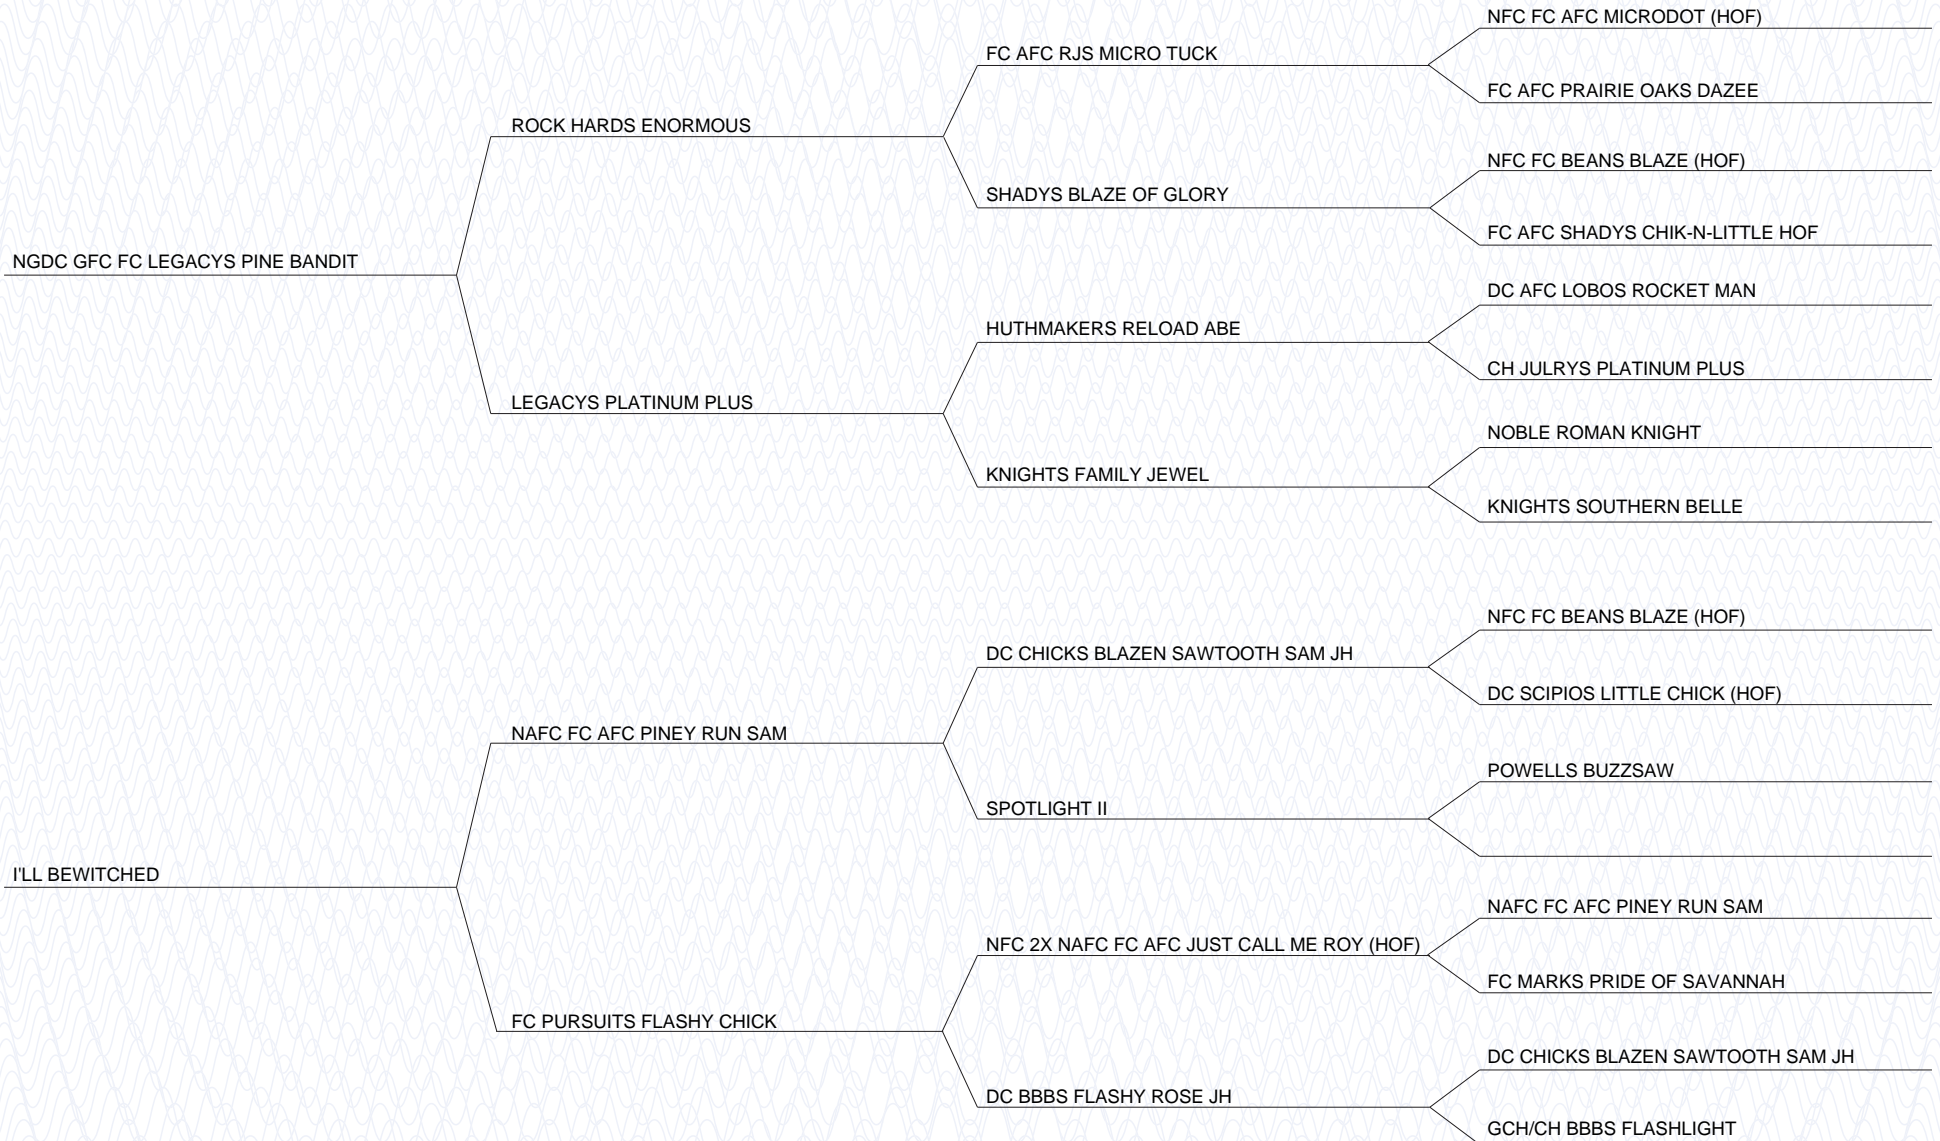 NFC FC AFC MICRODOT (HOF)
FC AFC RJS MICRO TUCK
FC AFC PRAIRIE OAKS DAZEE
ROCK HARDS ENORMOUS
NFC FC BEANS BLAZE (HOF)
SHADYS BLAZE OF GLORY
FC AFC SHADYS CHIK-N-LITTLE HOF
NGDC GFC FC LEGACYS PINE BANDIT
DC AFC LOBOS ROCKET MAN
HUTHMAKERS RELOAD ABE
CH JULRYS PLATINUM PLUS
LEGACYS PLATINUM PLUS
NOBLE ROMAN KNIGHT
KNIGHTS FAMILY JEWEL
KNIGHTS SOUTHERN BELLE
NFC FC BEANS BLAZE (HOF)
DC CHICKS BLAZEN SAWTOOTH SAM JH
DC SCIPIOS LITTLE CHICK (HOF)
NAFC FC AFC PINEY RUN SAM
POWELLS BUZZSAW
SPOTLIGHT II
I'LL BEWITCHED
NAFC FC AFC PINEY RUN SAM
NFC 2X NAFC FC AFC JUST CALL ME ROY (HOF)
FC MARKS PRIDE OF SAVANNAH
FC PURSUITS FLASHY CHICK
DC CHICKS BLAZEN SAWTOOTH SAM JH
DC BBBS FLASHY ROSE JH
GCH/CH BBBS FLASHLIGHT